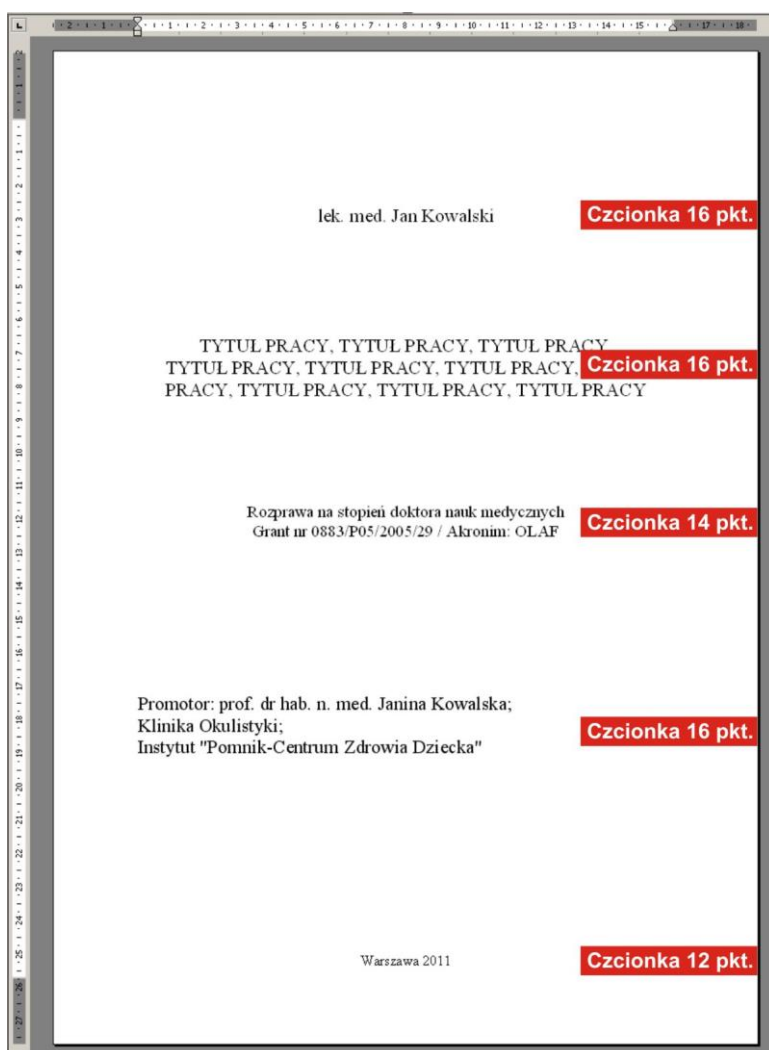 lek. med. Jan Kowalski
Czcionka 16 pkt.
TYTUŁ PRACY, TYTUŁ PRACY, TYTUŁ PRACY
TYTUŁ PRACY, TYTUŁ PRACY, TYTUŁ PRACY,
Czcionka 16 pkt.
PRACY, TYTUŁ PRACY, TYTUŁ PRACY, TYTUŁ PRACY
Rozprawa na stopień doktora nauk medycznych
Czcionka 14 pkt.
Grant nr 0883/P05/2005/29 / Akronim: OLAF
Promotor: prof. dr hab. n. med. Janina Kowalska;
Klinika Okulistyki;
Czcionka 16 pkt.
Instytut "Pomnik-Centrum Zdrowia Dziecka"
Warszawa 2011
Czcionka 12 pkt.